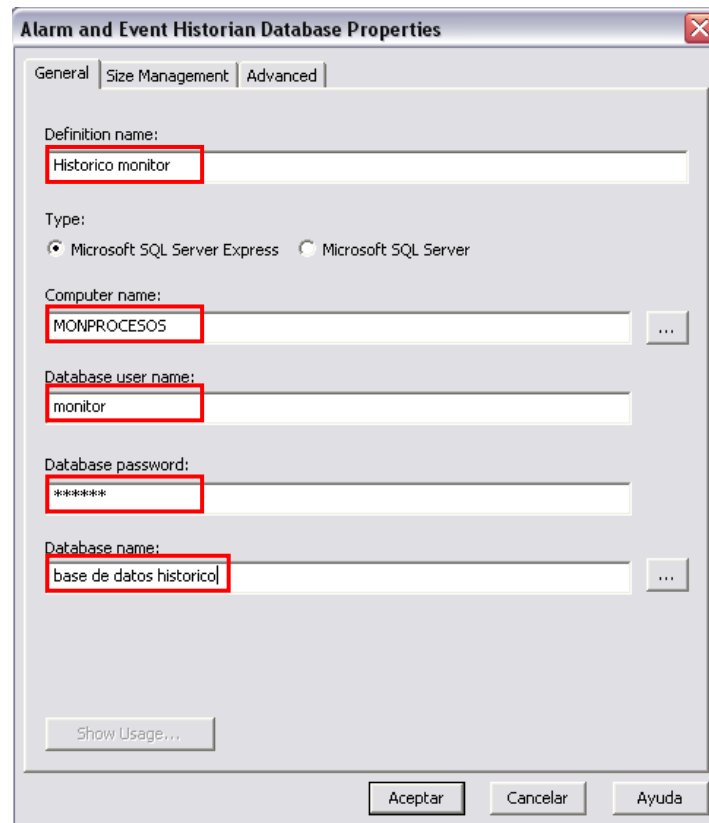 Alarm and Event Historian Database Properties
General Size Management Advanced
Definition name:
Historico monitor
Type:
Microsoft SQL Server Express Microsoft SQL Server
Computer name:
MONPROCESOS
...
Database user name:
monitor
Database password:
******
Database name:
base de datos historico
...
Show Usage...
Aceptar Cancelar Ayuda